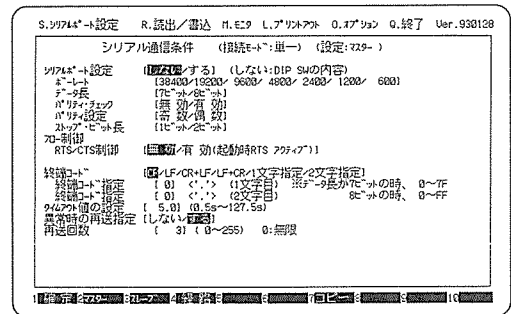 S.ｼﾘｱﾙﾎﾟｰﾄ設定 R.読出/書込 M.ﾓﾆﾀ L.ﾌﾟﾘﾝﾄｱｳﾄ O.ｵﾌﾟｼｮﾝ Q.終了 Ver.930128
シリアル通信条件 (接続ﾓｰﾄﾞ:単一) (設定:ﾏｽﾀｰ)
ｼﾘｱﾙﾎﾟｰﾄ設定 [しない/する] (しない:DIP SWの内容)
ﾎﾞｰﾚｰﾄ [38400/19200/ 9600/ 4800/ 2400/ 1200/ 600]
ﾃﾞｰﾀ長 [7ﾋﾞｯﾄ/8ﾋﾞｯﾄ]
ﾊﾟﾘﾃｨ･ﾁｪｯｸ [無 効/有 効]
ﾊﾟﾘﾃｨ設定 [奇 数/偶 数]
ｽﾄｯﾌﾟ･ﾋﾞｯﾄ長 [1ﾋﾞｯﾄ/2ﾋﾞｯﾄ]
ﾌﾛｰ制御
RTS/CTS制御 [無 効/有 効(起動時RTS ｱｸﾃｨﾌﾞ)]
終端ｺｰﾄﾞ [CR/LF/CR+LF/LF+CR/1文字指定/2文字指定]
終端ｺｰﾄﾞ指定 [ 0] <'.'> (1文字目) ※ﾃﾞｰﾀ長が7ﾋﾞｯﾄの時、 0～7F
終端ｺｰﾄﾞ指定 [ 0] <'.'> (2文字目) 8ﾋﾞｯﾄの時、 0～FF
ﾀｲﾑｱｳﾄ値の設定 [ 5.0] (0.5s～127.5s)
異常時の再送指定 [しない/する]
再送回数 [ 3] ( 0～255) 0:無限
1 確 定 2 ﾏｽﾀｰ 3 ｽﾚｰﾌﾞ 4 終 端 5 6 7 コピー 8 9 10